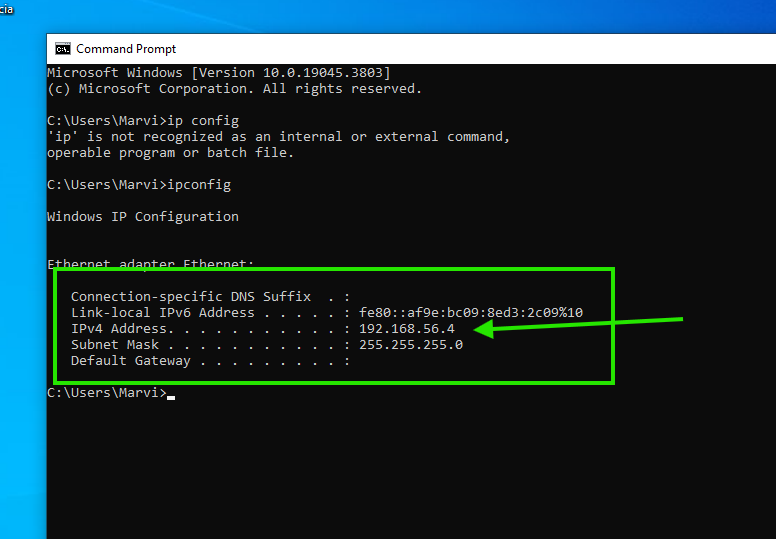 cia
Command Prompt
Microsoft Windows [Version 10.0.19045.3803]
(c) Microsoft Corporation. All rights reserved.
C:\Users\Marvi>ip config
'ip' is not recognized as an internal or external command,
operable program or batch file.
C:\Users\Marvi>ipconfig
Windows IP Configuration
Ethernet adapter Ethernet:
Connection-specific DNS Suffix  . :
Link-local IPv6 Address . . . . . : fe80::af9e:bc09:8ed3:2c09%10
IPv4 Address. . . . . . . . . . . : 192.168.56.4
Subnet Mask . . . . . . . . . . . : 255.255.255.0
Default Gateway . . . . . . . . . :
C:\Users\Marvi>